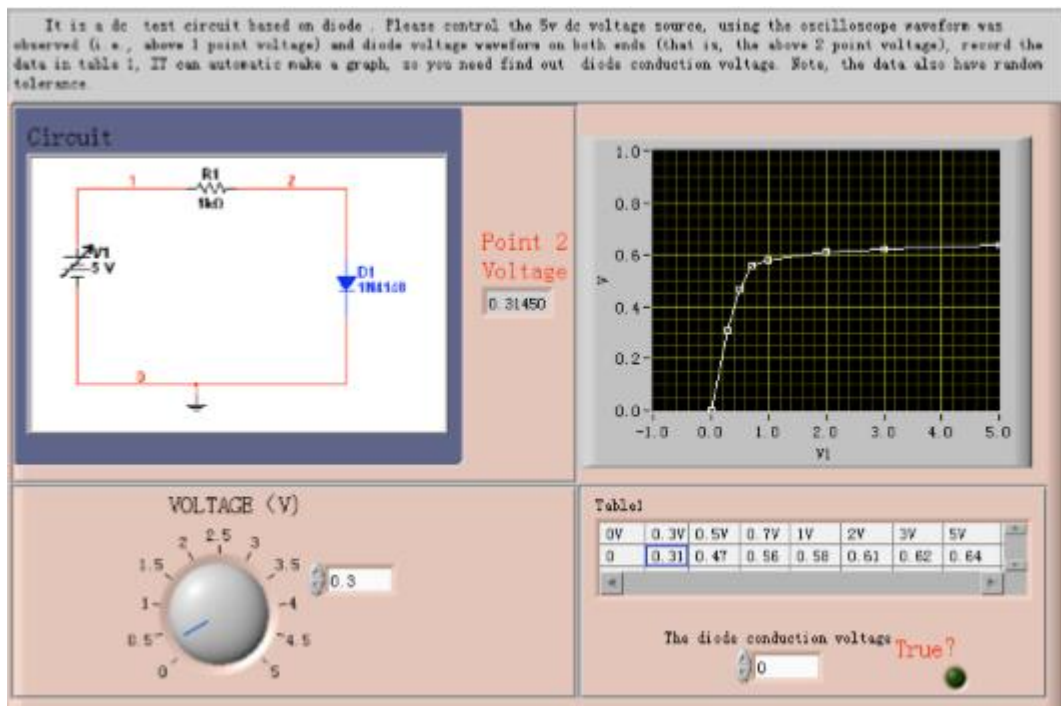 It is a dc test circuit based on diode . Please control the 5v dc voltage source, using the oscilloscope waveform was
observed (i e., above 1 point voltage) and diode voltage waveform on both ends (that is, the above 2 point voltage), record the
data in table 1, IT can automatic make a graph, so you need find out diode conduction voltage. Note, the data also have random
tolerance.
Circuit
1
R1
1kΩ
2
V1
5 V
D1
1N4148
0
Point 2
Voltage
0.31450
1.0
0.8
0.6
0.4
0.2
0.0
V
-1.0 0.0 1.0 2.0 3.0 4.0 5.0
V1
VOLTAGE (V)
0
0.5
1
1.5
2
2.5
3
3.5
4
4.5
5
0.3
Table1
0V 0.3V 0.5V 0.7V 1V 2V 3V 5V
0 0.31 0.47 0.56 0.58 0.61 0.62 0.64
The diode conduction voltage
0
True?